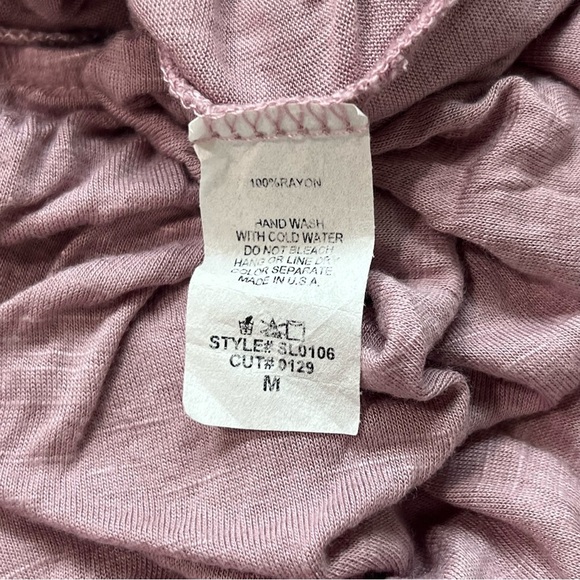 100%RAYON
HAND WASH
WITH COLD WATER
DO NOT BLEACH
HANG OR LINE DRY
COLOR SEPARATE
MADE IN U.S.A.
STYLE# SL0106
CUT# 0129
M